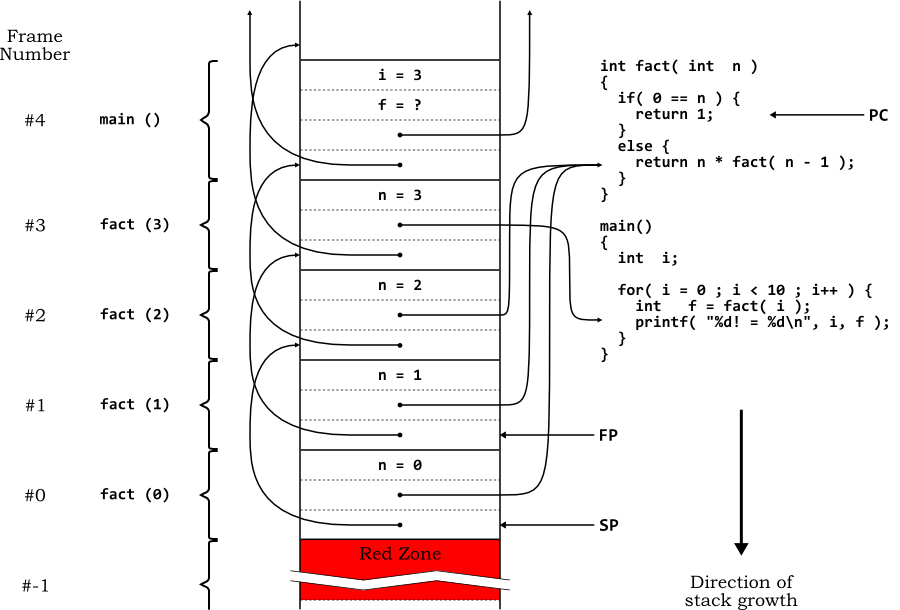 Frame
Number
i = 3
f = ?
#4 main ()
n = 3
#3 fact (3)
n = 2
#2 fact (2)
n = 1
#1 fact (1)
FP
n = 0
#0 fact (0)
SP
Red Zone
#-1
int fact( int  n )
{
  if( 0 == n ) {
    return 1;
PC
  }
  else {
    return n * fact( n - 1 );
  }
}
main()
{
  int  i;
  for( i = 0 ; i < 10 ; i++ ) {
    int   f = fact( i );
    printf( "%d! = %d\n", i, f );
  }
}
Direction of
stack growth